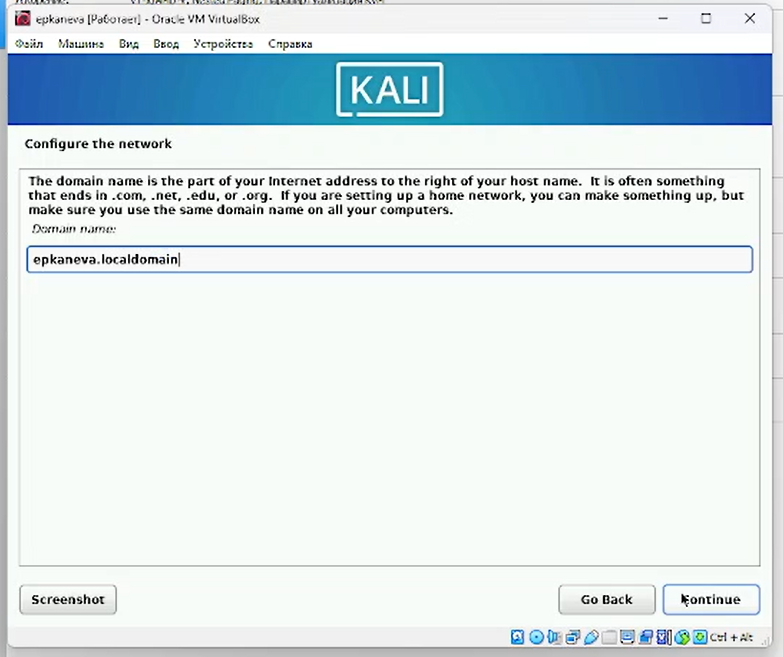 epkaneva [Работает] - Oracle VM VirtualBox
Файл Машина Вид Ввод Устройства Справка
KALI
Configure the network
The domain name is the part of your Internet address to the right of your host name. It is often something
that ends in .com, .net, .edu, or .org. If you are setting up a home network, you can make something up, but
make sure you use the same domain name on all your computers.
Domain name:
epkaneva.localdomain
Screenshot Go Back Continue
Ctrl + Alt